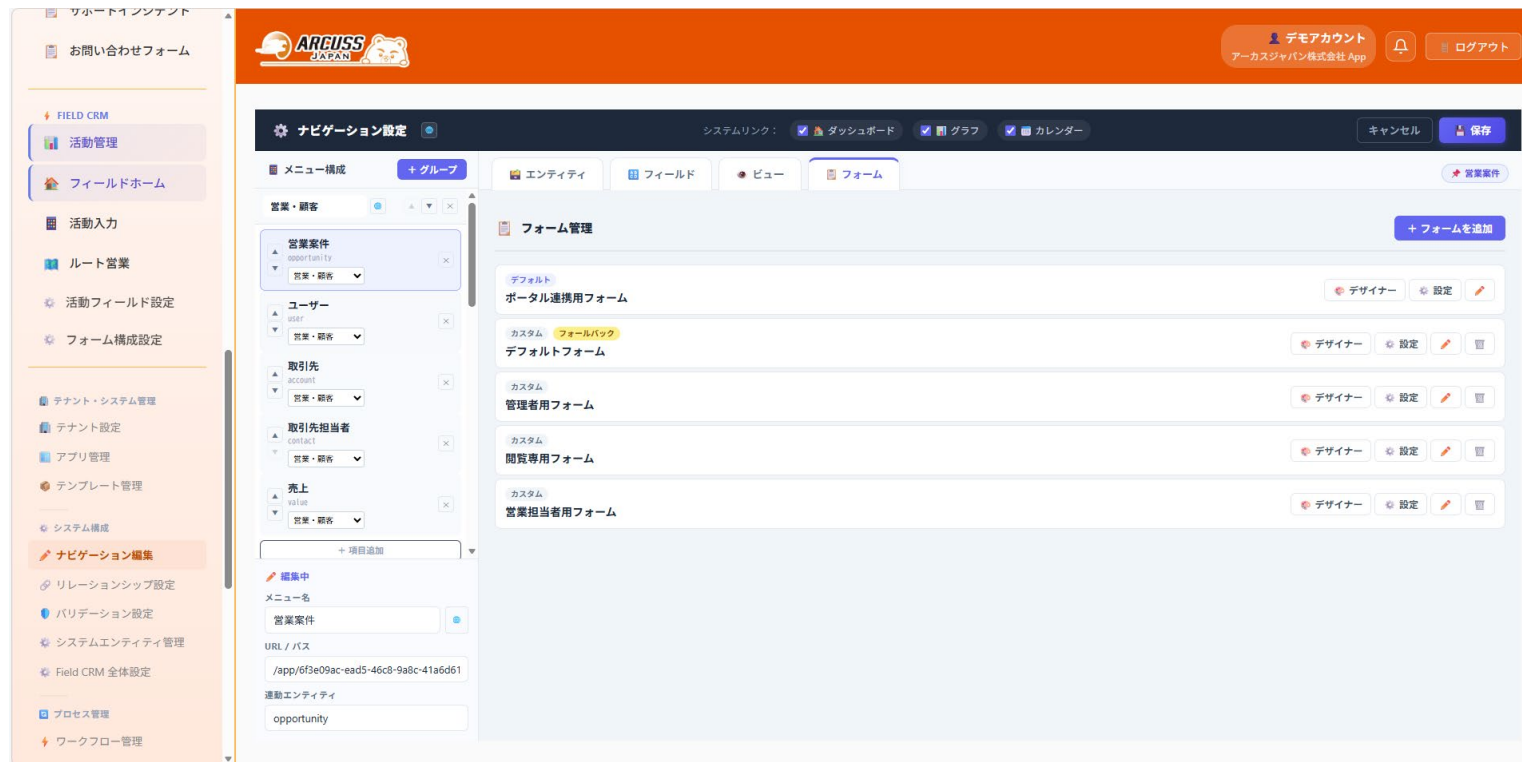 サポートインシデント
お問い合わせフォーム
FIELD CRM
活動管理
フィールドホーム
活動入力
ルート営業
活動フィールド設定
フォーム構成設定
テナント・システム管理
テナント設定
アプリ管理
テンプレート管理
システム構成
ナビゲーション編集
リレーションシップ設定
バリデーション設定
システムエンティティ管理
Field CRM 全体設定
プロセス管理
ワークフロー管理
ARCUSS
JAPAN
デモアカウント
アーカスジャパン株式会社 App
ログアウト
ナビゲーション設定
システムリンク：
ダッシュボード
グラフ
カレンダー
キャンセル
保存
メニュー構成
+ グループ
営業・顧客
営業案件
opportunity
営業・顧客
ユーザー
user
営業・顧客
取引先
account
営業・顧客
取引先担当者
contact
営業・顧客
売上
value
営業・顧客
+ 項目追加
編集中
メニュー名
営業案件
URL / パス
/app/6f3e09ac-ead5-46c8-9a8c-41a6d61
連動エンティティ
opportunity
エンティティ
フィールド
ビュー
フォーム
営業案件
フォーム管理
+ フォームを追加
デフォルト
ポータル連携用フォーム
デザイナー
設定
カスタム
フォールバック
デフォルトフォーム
デザイナー
設定
カスタム
管理者用フォーム
デザイナー
設定
カスタム
閲覧専用フォーム
デザイナー
設定
カスタム
営業担当者用フォーム
デザイナー
設定